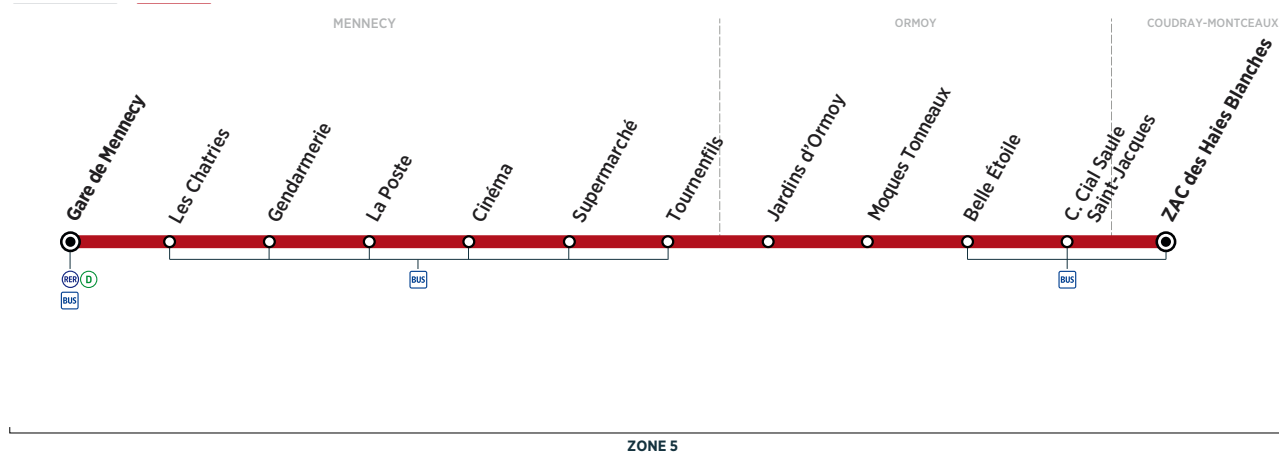 MENNECY
ORMOY
COUDRAY-MONTCEAUX
Gare de Mennecy
Les Chatries
Gendarmerie
La Poste
Cinéma
Supermarché
Tournenfils
Jardins d'Ormoy
Moques Tonneaux
Belle Étoile
C. Cial Saule
Saint-Jacques
ZAC des Haies Blanches
RER D
BUS
BUS
BUS
ZONE 5